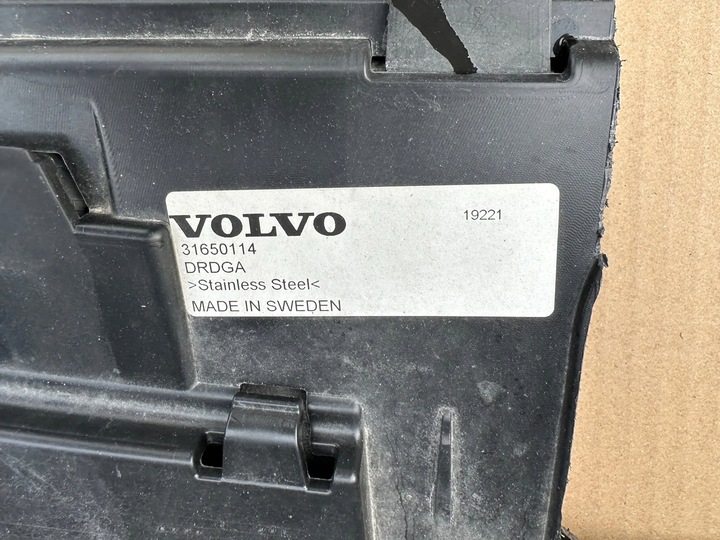 VOLVO
19221
31650114
DRDGA
>Stainless Steel<
MADE IN SWEDEN